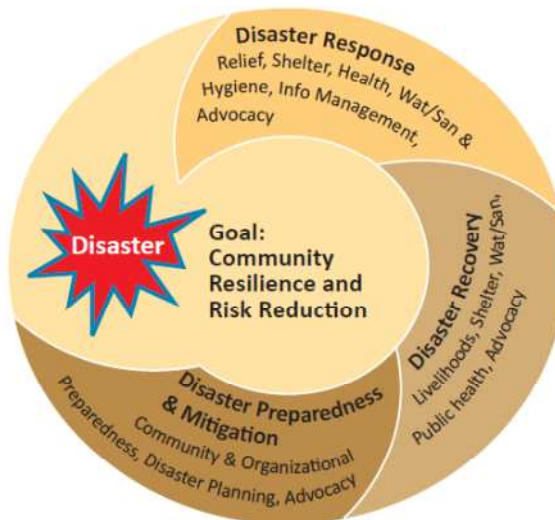 Disaster Response
Relief, Shelter, Health, Wat/San &
Hygiene, Info Management,
Advocacy
Disaster
Goal:
Community
Resilience and
Risk Reduction
Disaster Recovery
Livelihoods, Shelter, Wat/San,
Public health, Advocacy
Disaster Preparedness
& Mitigation
Community & Organizational
Preparedness, Disaster Planning, Advocacy